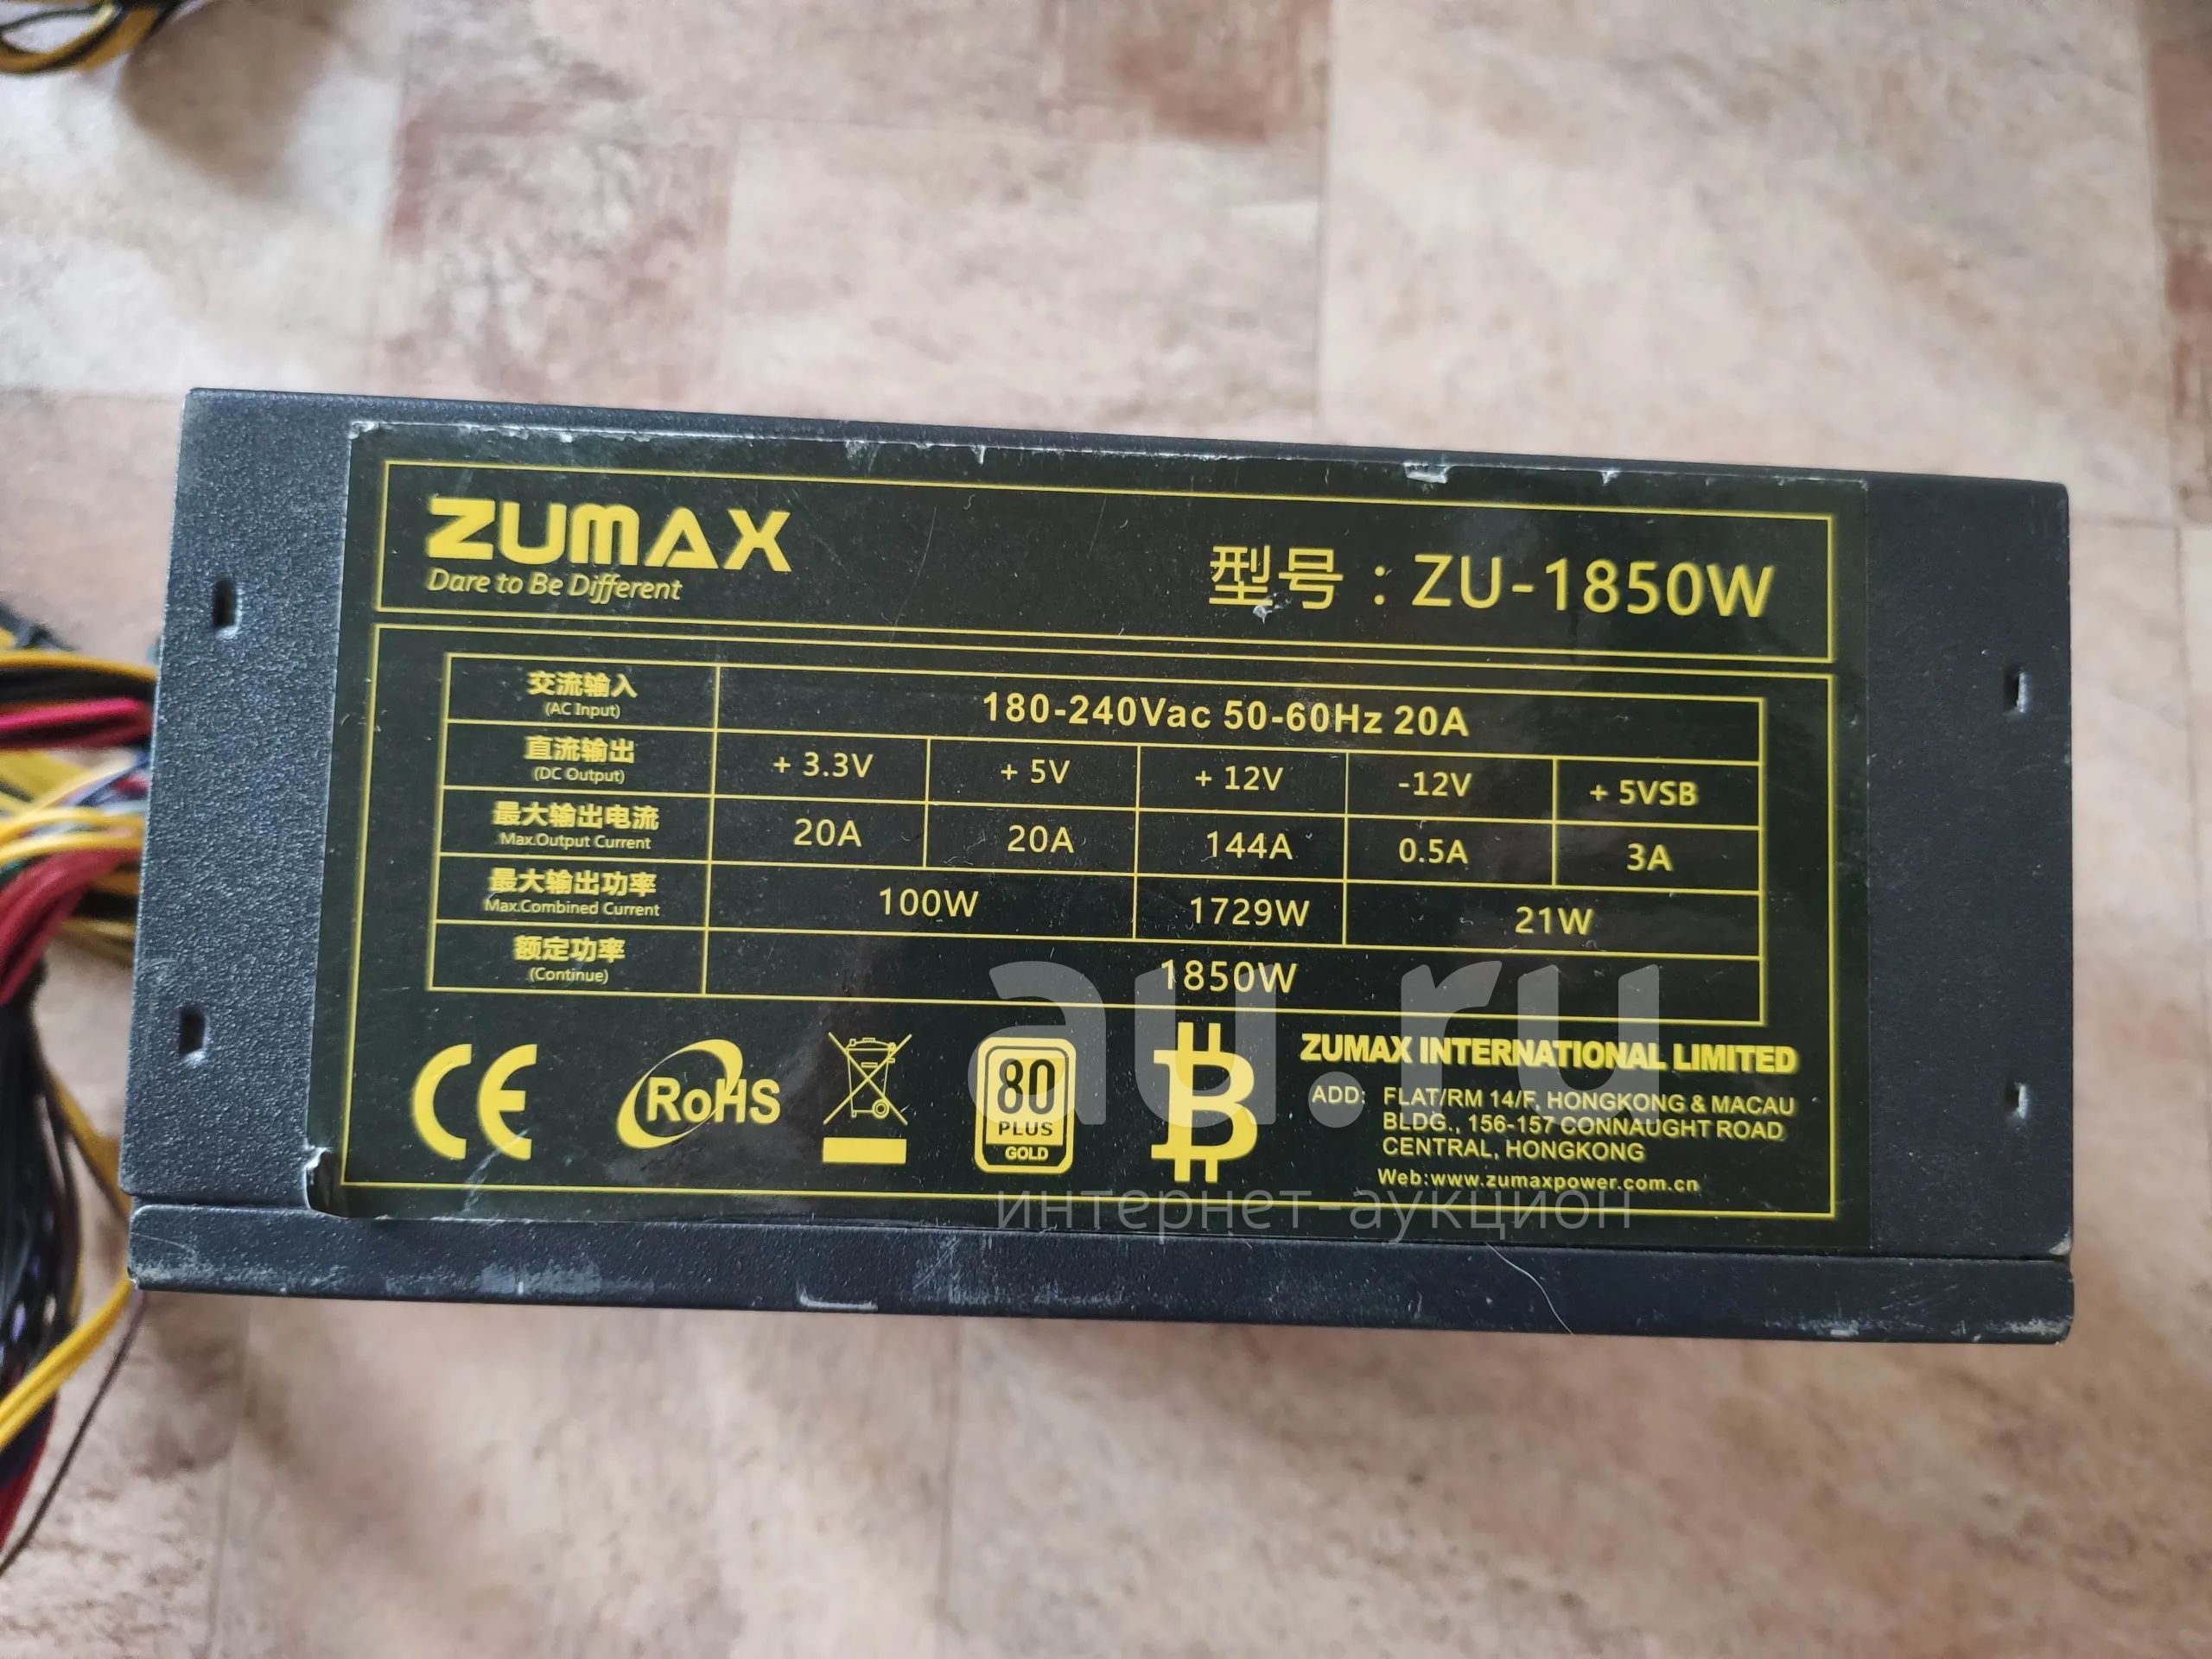 ZUMAX
Dare to Be Different
型号：ZU-1850W
交流输入
(AC Input)
180-240Vac 50-60Hz 20A
直流输出
(DC Output)
+ 3.3V
+ 5V
+ 12V
-12V
+ 5VSB
最大输出电流
Max.Output Current
20A
20A
144A
0.5A
3A
最大输出功率
Max.Combined Current
100W
1729W
21W
额定功率
(Continue)
1850W
CE
RoHS
80
PLUS
GOLD
ZUMAX INTERNATIONAL LIMITED
ADD: FLAT/RM 14/F, HONGKONG & MACAU
BLDG., 156-157 CONNAUGHT ROAD
CENTRAL, HONGKONG
Web:www.zumaxpower.com.cn
au.ru
интернет-аукцион